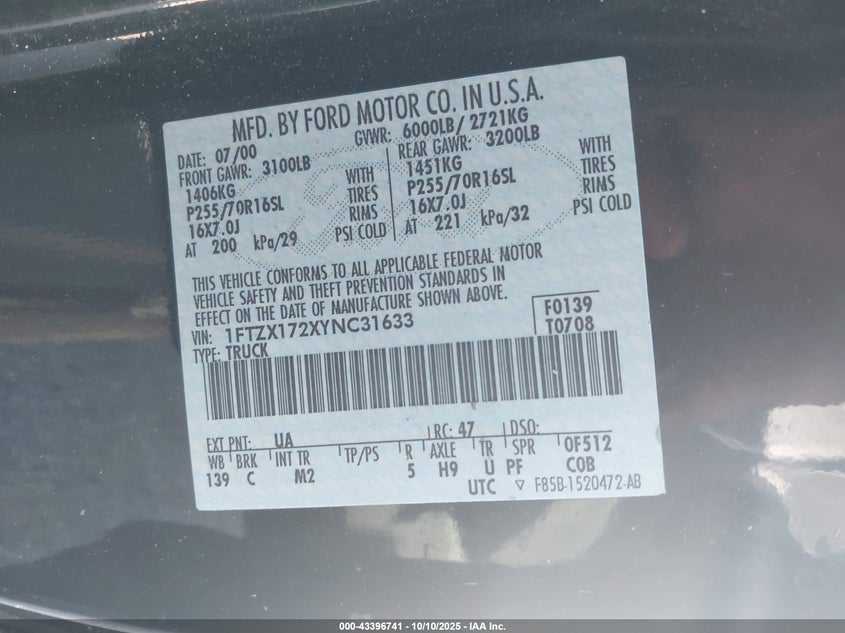 MFD. BY FORD MOTOR CO. IN U.S.A.
DATE: 07/00 GVWR: 6000LB/ 2721KG
FRONT GAWR: 3100LB REAR GAWR: 3200LB
1406KG WITH 1451KG WITH
P255/70R16SL TIRES P255/70R16SL TIRES
16X7.0J RIMS 16X7.0J RIMS
AT 200 kPa/29 PSI COLD AT 221 kPa/32 PSI COLD
THIS VEHICLE CONFORMS TO ALL APPLICABLE FEDERAL MOTOR
VEHICLE SAFETY AND THEFT PREVENTION STANDARDS IN
EFFECT ON THE DATE OF MANUFACTURE SHOWN ABOVE.
VIN: 1FTZX172XYNC31633 F0139
TYPE: TRUCK T0708
EXT PNT: UA RC: 47 DSO:
WB BRK INT TR TP/PS R AXLE TR SPR 0F512
139 C M2 5 H9 U PF COB
UTC ▽ F85B-1520472-AB
000-43396741 - 10/10/2025 - IAA Inc.